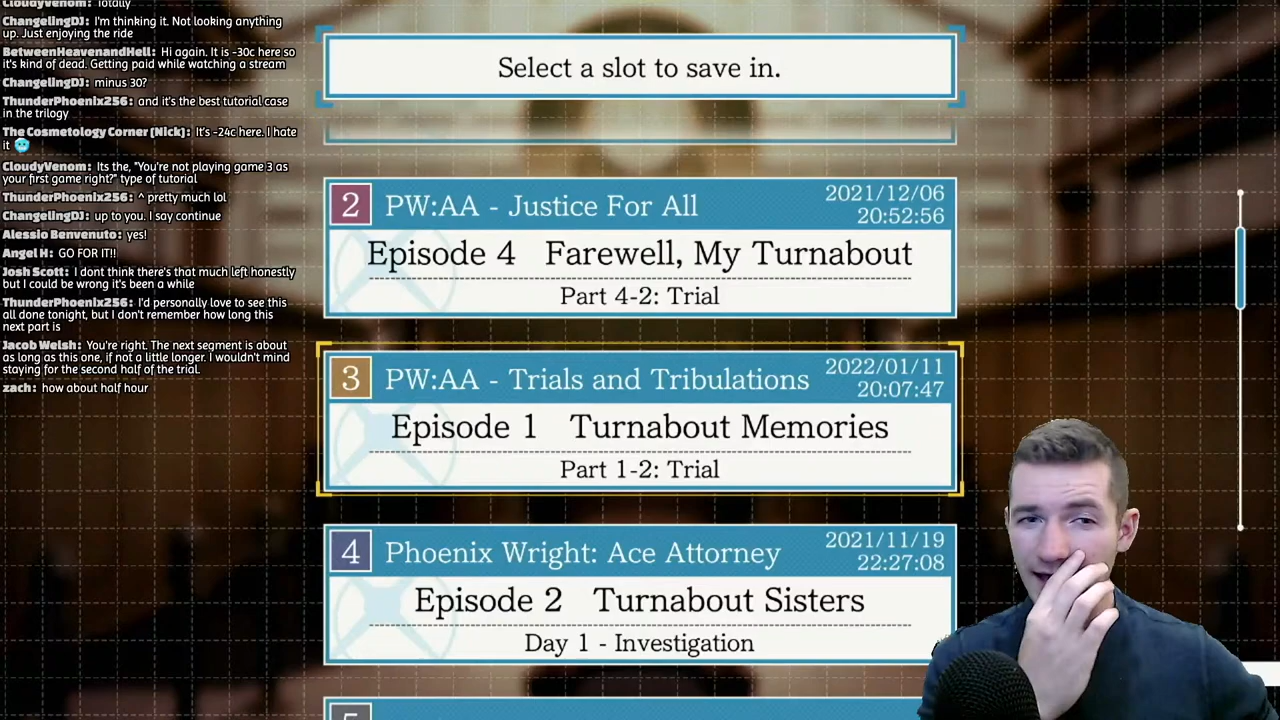 CloudyVenom: Totally
ChangelingDJ: I'm thinking it. Not looking anything
up. Just enjoying the ride
BetweenHeavenandHell: Hi again. It is -30c here so
it's kind of dead. Getting paid while watching a stream
ChangelingDJ: minus 30?
ThunderPhoenix256: and it's the best tutorial case
in the trilogy
The Cosmetology Corner (Nick): It's -24c here. I hate
it 🥶
CloudyVenom: Its the, "You're not playing game 3 as
your first game right?" type of tutorial
ThunderPhoenix256: ^ pretty much lol
ChangelingDJ: up to you. I say continue
Alessio Benvenuto: yes!
Angel H: GO FOR IT!!
Josh Scott: I dont think there's that much left honestly
but I could be wrong it's been a while
ThunderPhoenix256: I'd personally love to see this
all done tonight, but I don't remember how long this
next part is
Jacob Welsh: You're right. The next segment is about
as long as this one, if not a little longer. I wouldn't mind
staying for the second half of the trial.
zach: how about half hour
Select a slot to save in.
2 PW:AA - Justice For All 2021/12/06
20:52:56
Episode 4 Farewell, My Turnabout
Part 4-2: Trial
3 PW:AA - Trials and Tribulations 2022/01/11
20:07:47
Episode 1 Turnabout Memories
Part 1-2: Trial
4 Phoenix Wright: Ace Attorney 2021/11/19
22:27:08
Episode 2 Turnabout Sisters
Day 1 - Investigation
5